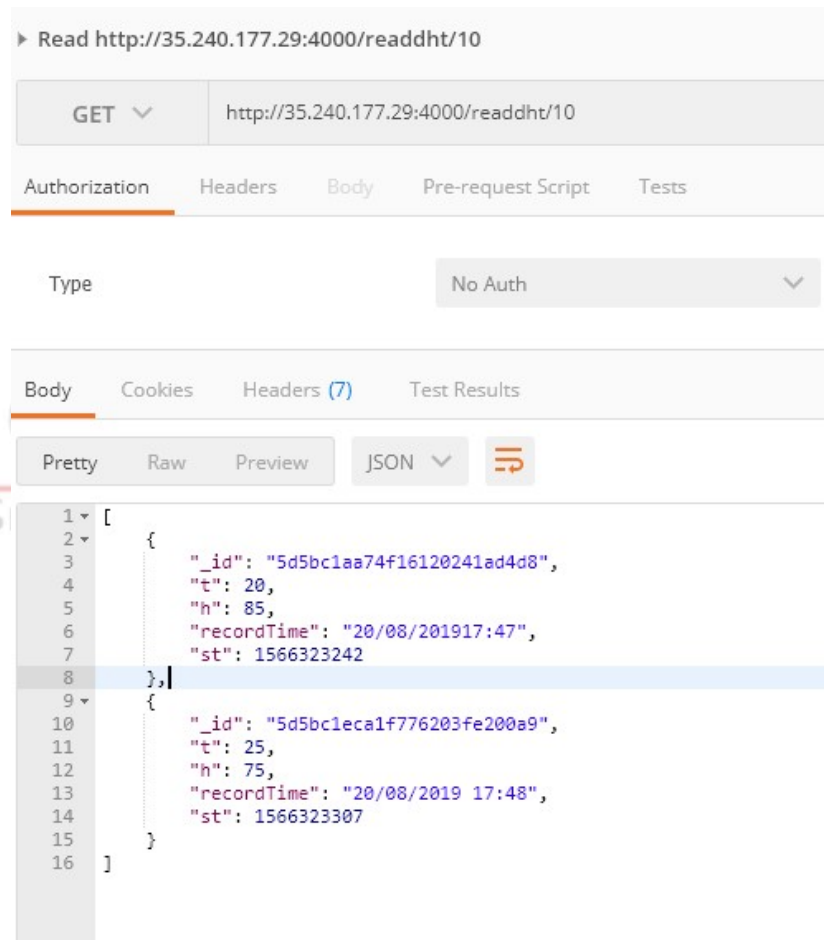 Read http://35.240.177.29:4000/readdht/10
GET http://35.240.177.29:4000/readdht/10
Authorization Headers Body Pre-request Script Tests
Type No Auth
Body Cookies Headers (7) Test Results
Pretty Raw Preview JSON
1 [
2 {
3 "_id": "5d5bc1aa74f16120241ad4d8",
4 "t": 20,
5 "h": 85,
6 "recordTime": "20/08/201917:47",
7 "st": 1566323242
8 },
9 {
10 "_id": "5d5bc1eca1f776203fe200a9",
11 "t": 25,
12 "h": 75,
13 "recordTime": "20/08/2019 17:48",
14 "st": 1566323307
15 }
16 ]